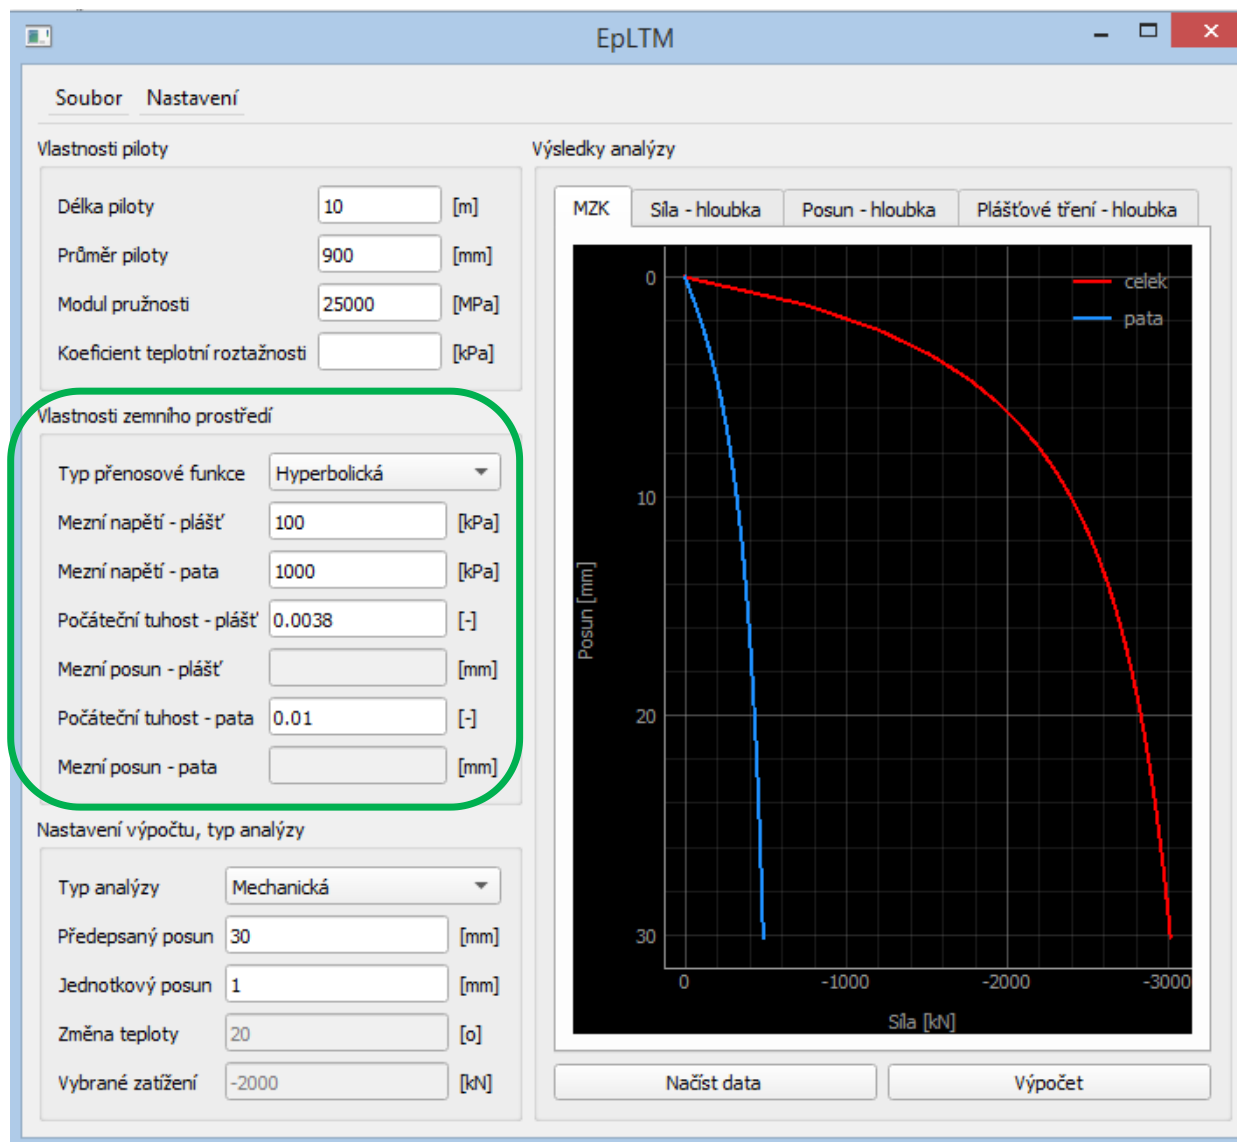 EpLTM
Soubor Nastavení
Vlastnosti piloty
Délka piloty 10 [m]
Průměr piloty 900 [mm]
Modul pružnosti 25000 [MPa]
Koeficient teplotní roztažnosti [kPa]
Vlastnosti zemního prostředí
Typ přenosové funkce Hyperbolická
Mezní napětí - plášť 100 [kPa]
Mezní napětí - pata 1000 [kPa]
Počáteční tuhost - plášť 0.0038 [-]
Mezní posun - plášť [mm]
Počáteční tuhost - pata 0.01 [-]
Mezní posun - pata [mm]
Nastavení výpočtu, typ analýzy
Typ analýzy Mechanická
Předepsaný posun 30 [mm]
Jednotkový posun 1 [mm]
Změna teploty 20 [o]
Vybrané zatížení -2000 [kN]
Výsledky analýzy
MZK Síla - hloubka Posun - hloubka Plášťové tření - hloubka
celek
pata
0
10
20
30
Posun [mm]
0 -1000 -2000 -3000
Síla [kN]
Načíst data Výpočet